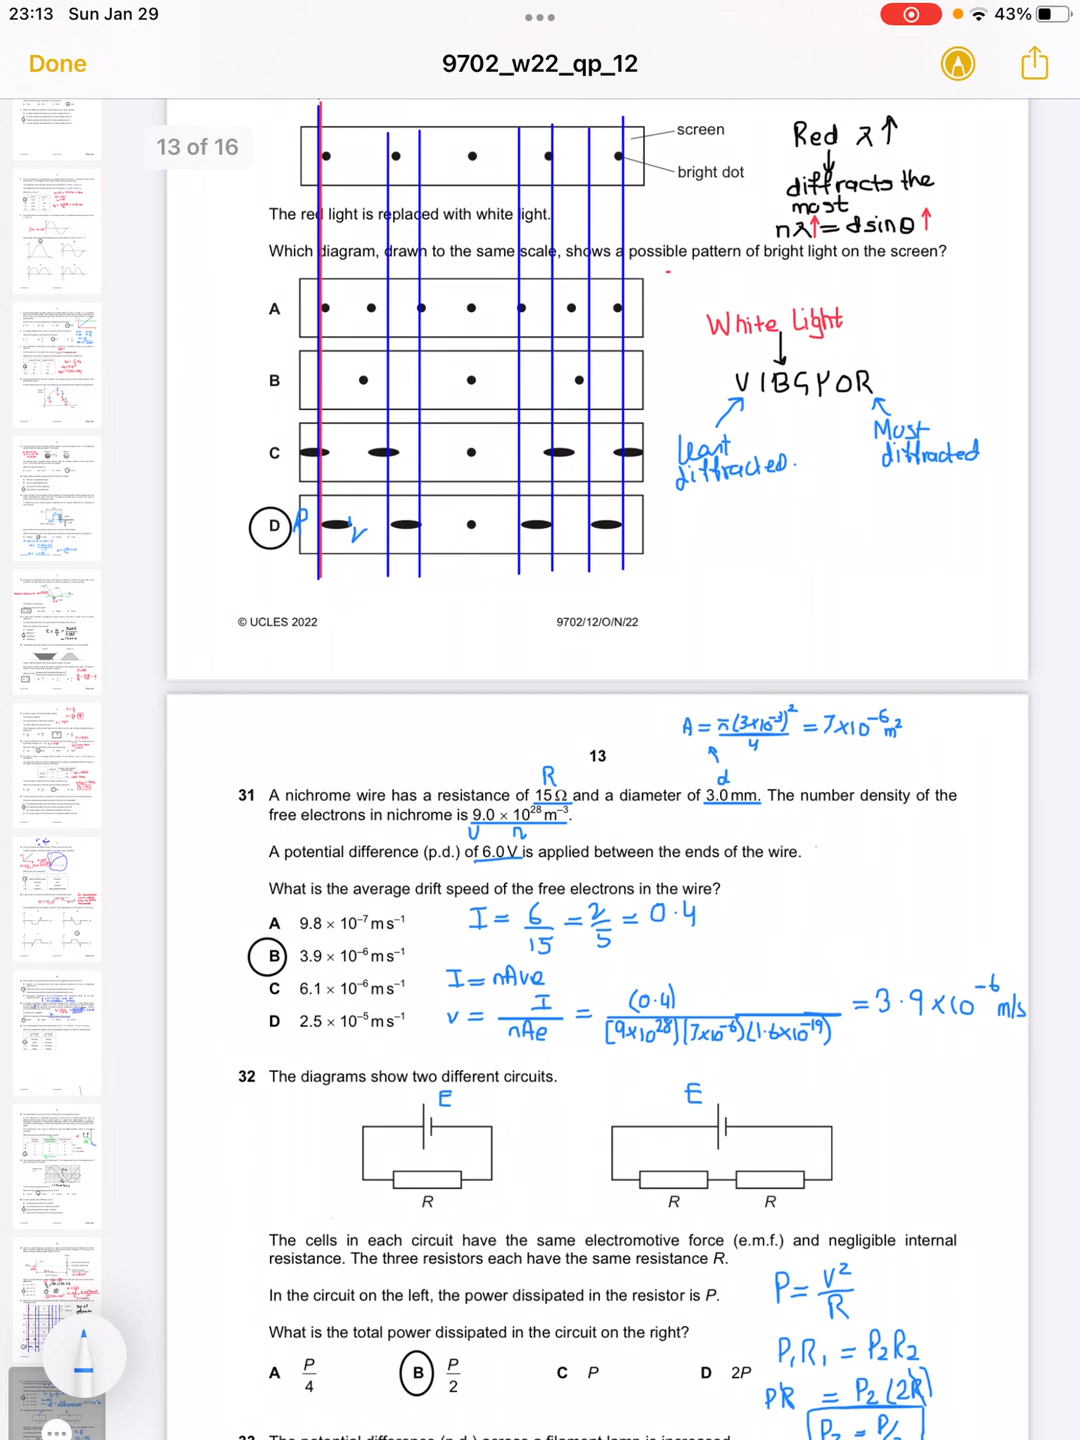 23:13 Sun Jan 29
43%
Done
9702_w22_qp_12
13 of 16
screen
bright dot
Red λ↑
diffracts the
most
nλ↑ = dsinθ↑
The red light is replaced with white light.
Which diagram, drawn to the same scale, shows a possible pattern of bright light on the screen?
A
B
C
D
R
V
White Light
VIBGYOR
Least
diffracted.
Most
diffracted
© UCLES 2022
9702/12/O/N/22
A = π(3×10⁻³)²/4 = 7×10⁻⁶ m²
d
13
R
31 A nichrome wire has a resistance of 15 Ω and a diameter of 3.0 mm. The number density of the
free electrons in nichrome is 9.0 × 10²⁸ m⁻³.
V n
A potential difference (p.d.) of 6.0 V is applied between the ends of the wire.
What is the average drift speed of the free electrons in the wire?
A 9.8 × 10⁻⁷ m s⁻¹
B 3.9 × 10⁻⁶ m s⁻¹
C 6.1 × 10⁻⁶ m s⁻¹
D 2.5 × 10⁻⁵ m s⁻¹
I = 6/15 = 2/5 = 0.4
I = nAve
v = I/nAe = (0.4)/[9×10²⁸][7×10⁻⁶)(1.6×10⁻¹⁹) = 3.9×10⁻⁶ m/s
32 The diagrams show two different circuits.
E
E
R
R
R
The cells in each circuit have the same electromotive force (e.m.f.) and negligible internal
resistance. The three resistors each have the same resistance R.
In the circuit on the left, the power dissipated in the resistor is P.
What is the total power dissipated in the circuit on the right?
A P/4
B P/2
C P
D 2P
P = V²/R
P₁R₁ = P₂R₂
PR = P₂(2R)